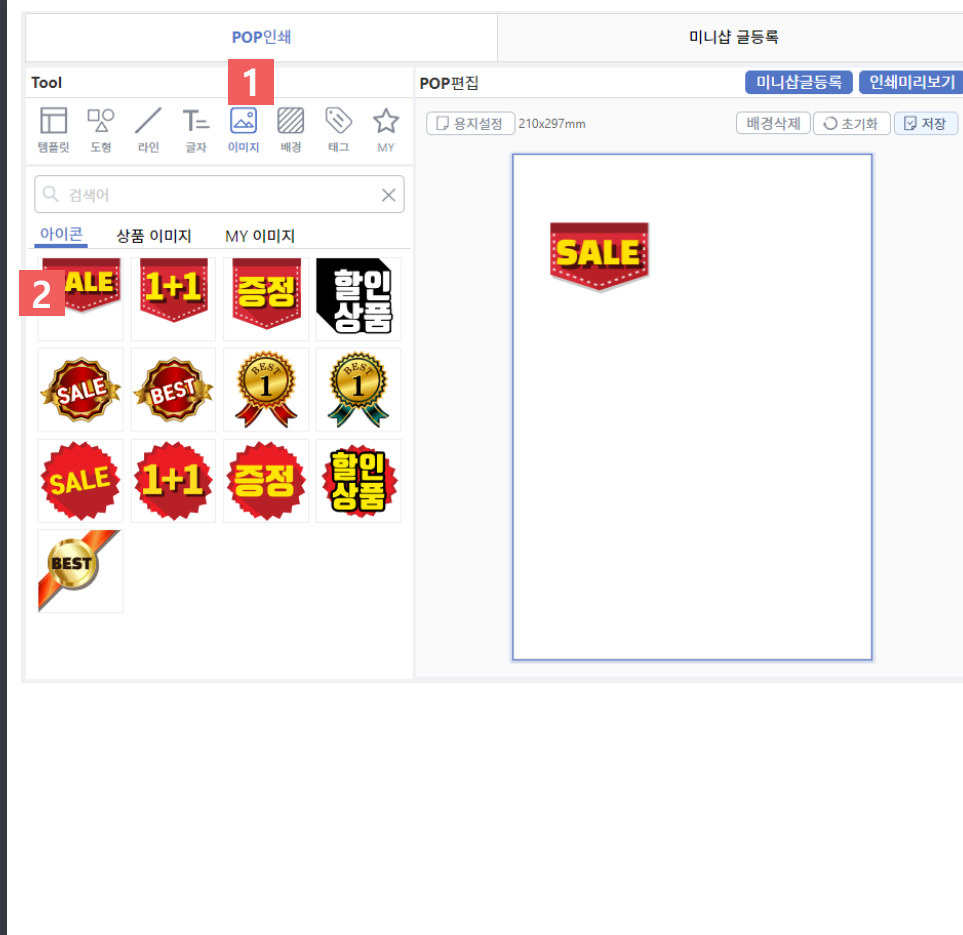 POP인쇄 미니샵 글등록
Tool
1
POP편집 미니샵글등록 인쇄미리보기
템플릿 도형 라인 글자 이미지 배경 태그 MY
용지설정 210x297mm 배경삭제 초기화 저장
검색어
아이콘 상품 이미지 MY 이미지
2
SALE 1+1 증정 할인
상품
SALE BEST BEST
1 BEST
1
SALE 1+1 증정 할인
상품
BEST
SALE